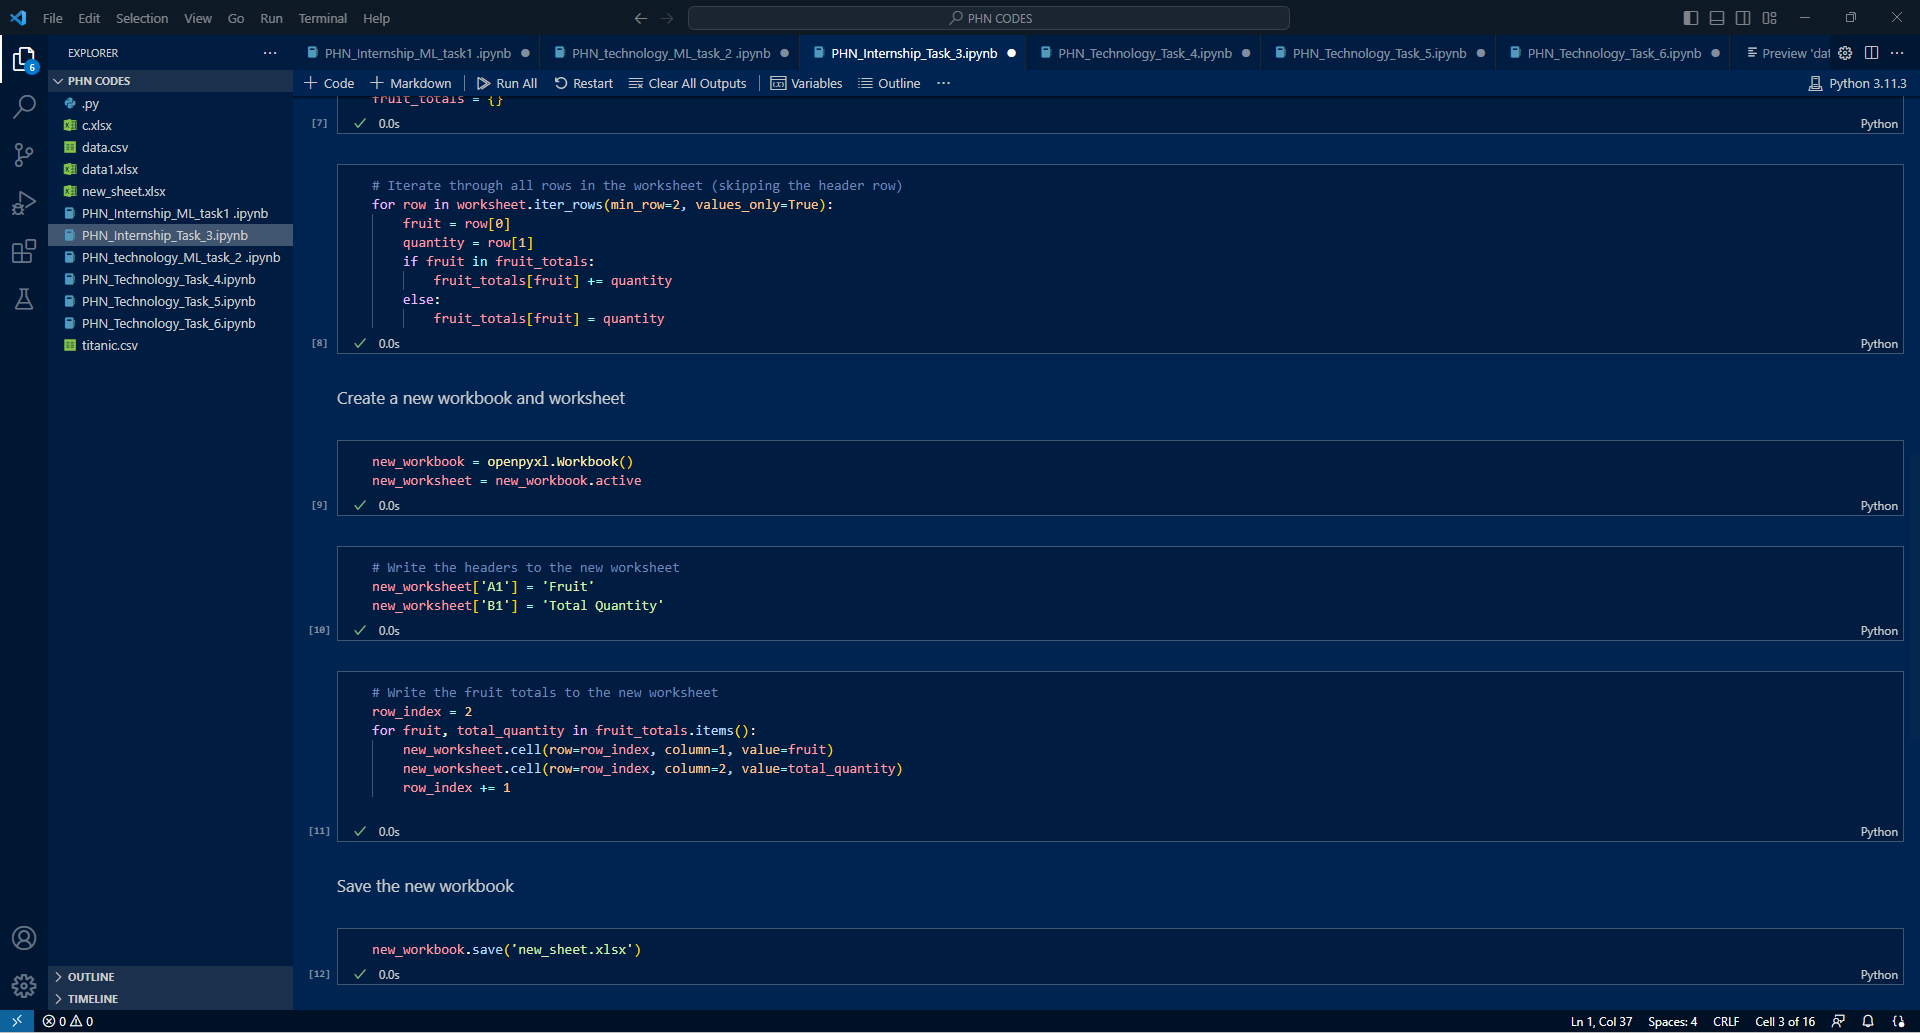 File Edit Selection View Go Run Terminal Help
PHN CODES
EXPLORER
PHN_Internship_ML_task1 .ipynb
PHN_technology_ML_task_2 .ipynb
PHN_Internship_Task_3.ipynb
PHN_Technology_Task_4.ipynb
PHN_Technology_Task_5.ipynb
PHN_Technology_Task_6.ipynb
Preview 'dat
6
PHN CODES
.py
c.xlsx
data.csv
data1.xlsx
new_sheet.xlsx
PHN_Internship_ML_task1 .ipynb
PHN_Internship_Task_3.ipynb
PHN_technology_ML_task_2 .ipynb
PHN_Technology_Task_4.ipynb
PHN_Technology_Task_5.ipynb
PHN_Technology_Task_6.ipynb
titanic.csv
OUTLINE
TIMELINE
Code Markdown Run All Restart Clear All Outputs Variables Outline
Python 3.11.3
fruit_totals = {}
[7] 0.0s Python
# Iterate through all rows in the worksheet (skipping the header row)
for row in worksheet.iter_rows(min_row=2, values_only=True):
fruit = row[0]
quantity = row[1]
if fruit in fruit_totals:
fruit_totals[fruit] += quantity
else:
fruit_totals[fruit] = quantity
[8] 0.0s Python
Create a new workbook and worksheet
new_workbook = openpyxl.Workbook()
new_worksheet = new_workbook.active
[9] 0.0s Python
# Write the headers to the new worksheet
new_worksheet['A1'] = 'Fruit'
new_worksheet['B1'] = 'Total Quantity'
[10] 0.0s Python
# Write the fruit totals to the new worksheet
row_index = 2
for fruit, total_quantity in fruit_totals.items():
new_worksheet.cell(row=row_index, column=1, value=fruit)
new_worksheet.cell(row=row_index, column=2, value=total_quantity)
row_index += 1
[11] 0.0s Python
Save the new workbook
new_workbook.save('new_sheet.xlsx')
[12] 0.0s Python
0 0
Ln 1, Col 37 Spaces: 4 CRLF Cell 3 of 16